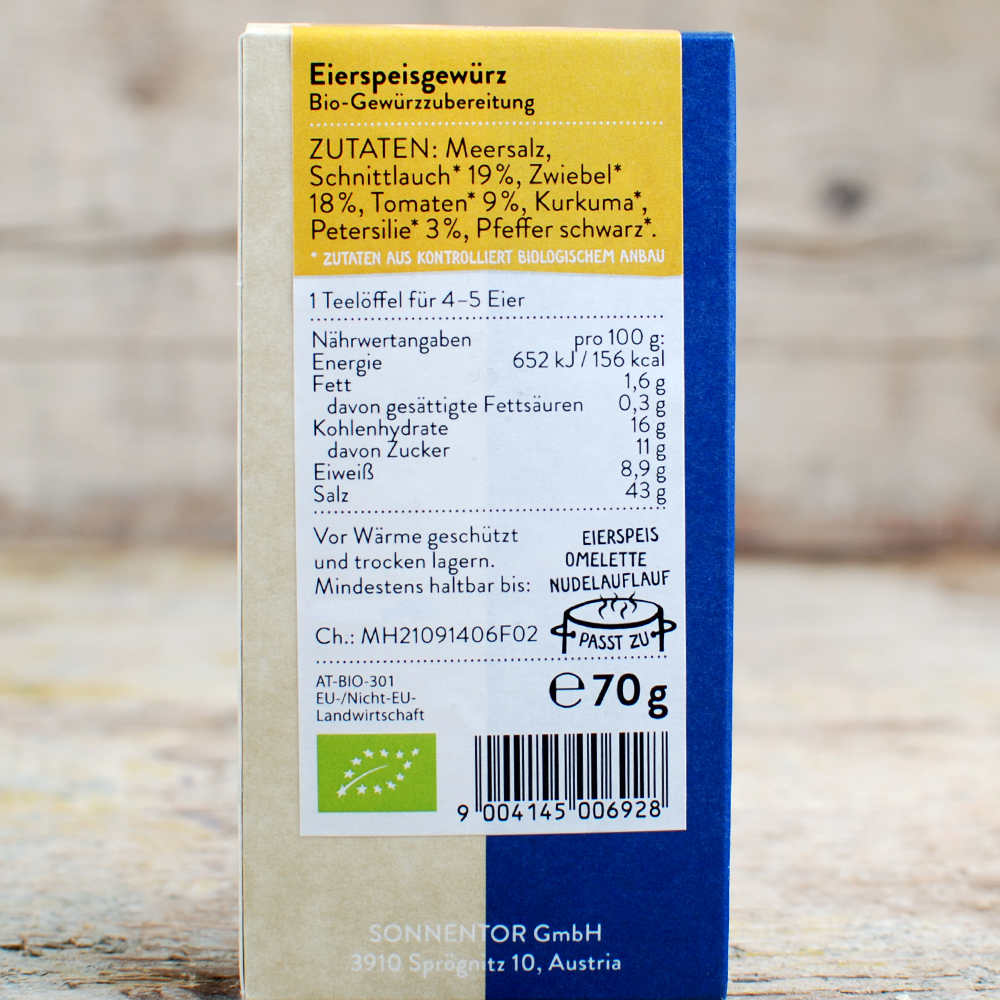 Eierspeisgewürz
Bio-Gewürzzubereitung
ZUTATEN: Meersalz,
Schnittlauch* 19%, Zwiebel*
18%, Tomaten* 9%, Kurkuma*,
Petersilie* 3%, Pfeffer schwarz*.
* ZUTATEN AUS KONTROLLIERT BIOLOGISCHEM ANBAU
1 Teelöffel für 4–5 Eier
Nährwertangaben pro 100 g:
Energie 652 kJ / 156 kcal
Fett 1,6 g
davon gesättigte Fettsäuren 0,3 g
Kohlenhydrate 16 g
davon Zucker 11 g
Eiweiß 8,9 g
Salz 43 g
Vor Wärme geschützt
und trocken lagern.
Mindestens haltbar bis:
Ch.: MH21091406F02
EIERSPEIS
OMELETTE
NUDELAUFLAUF
PASST ZU
AT-BIO-301
EU-/Nicht-EU-
Landwirtschaft
℮ 70 g
9 004145 006928
SONNENTOR GmbH
3910 Sprögnitz 10, Austria